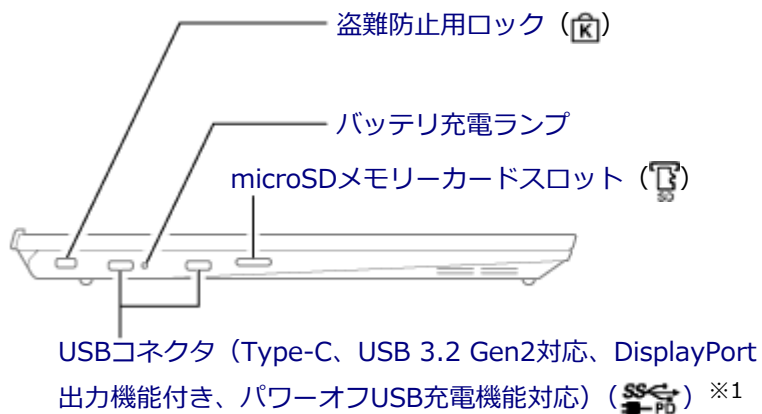 盗難防止用ロック（K）
バッテリ充電ランプ
microSDメモリーカードスロット（SD）
USBコネクタ（Type-C、USB 3.2 Gen2対応、DisplayPort
出力機能付き、パワーオフUSB充電機能対応）（SS PD）※1